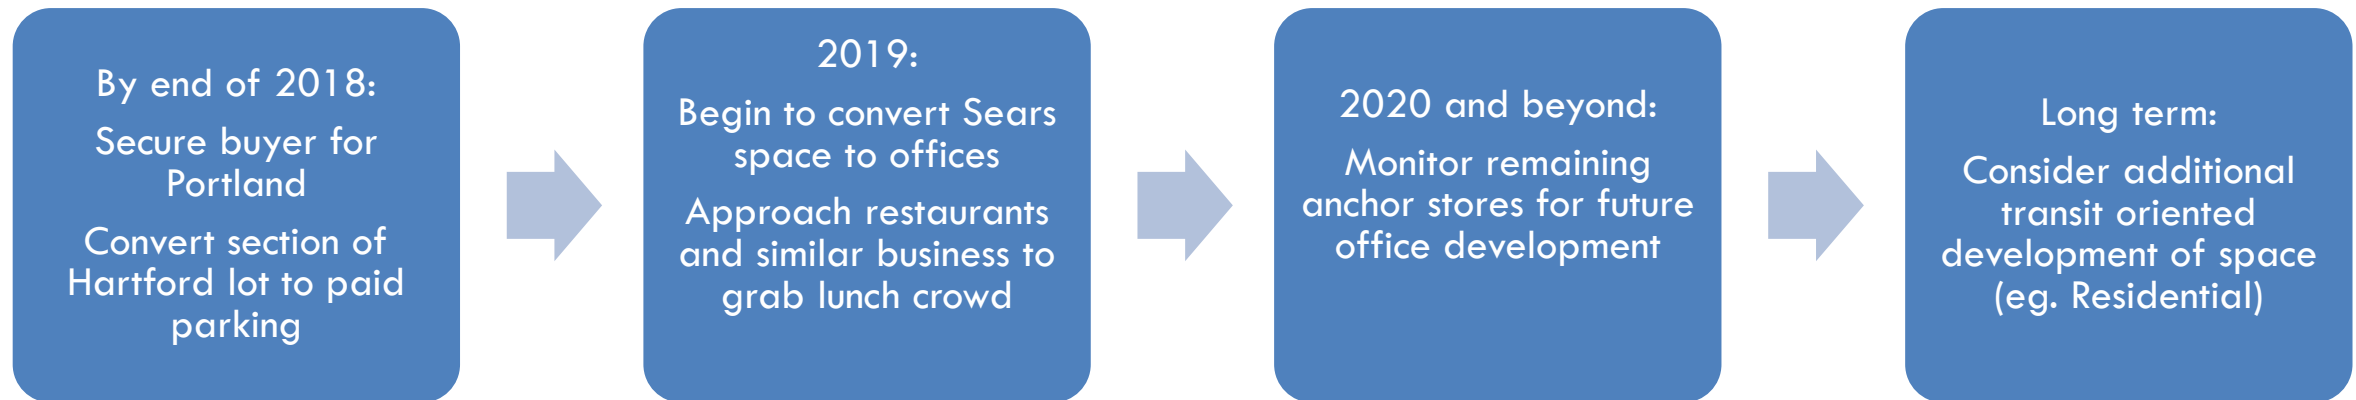 By end of 2018:
Secure buyer for
Portland
Convert section of
Hartford lot to paid
parking
2019:
Begin to convert Sears
space to offices
Approach restaurants
and similar business to
grab lunch crowd
2020 and beyond:
Monitor remaining
anchor stores for future
office development
Long term:
Consider additional
transit oriented
development of space
(eg. Residential)